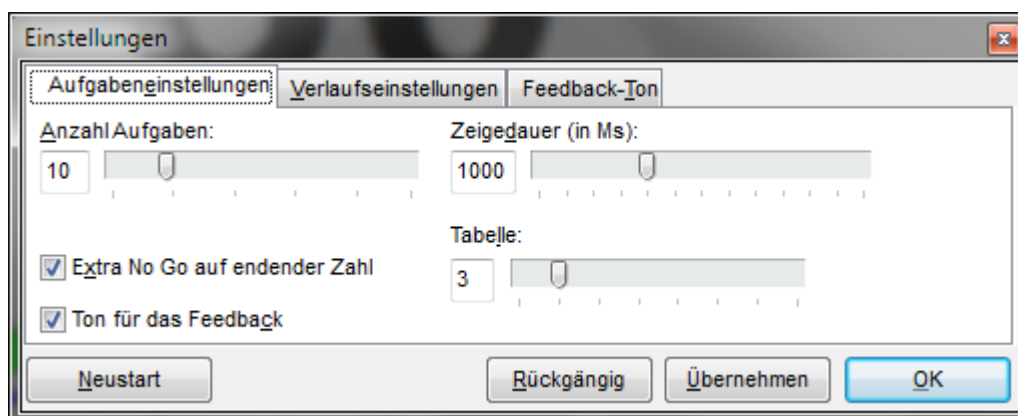 Einstellungen
Aufgabeneinstellungen Verlaufseinstellungen Feedback-Ton
Anzahl Aufgaben: Zeigedauer (in Ms):
10 1000
Tabelle:
Extra No Go auf endender Zahl
3
Ton für das Feedback
Neustart Rückgängig Übernehmen OK